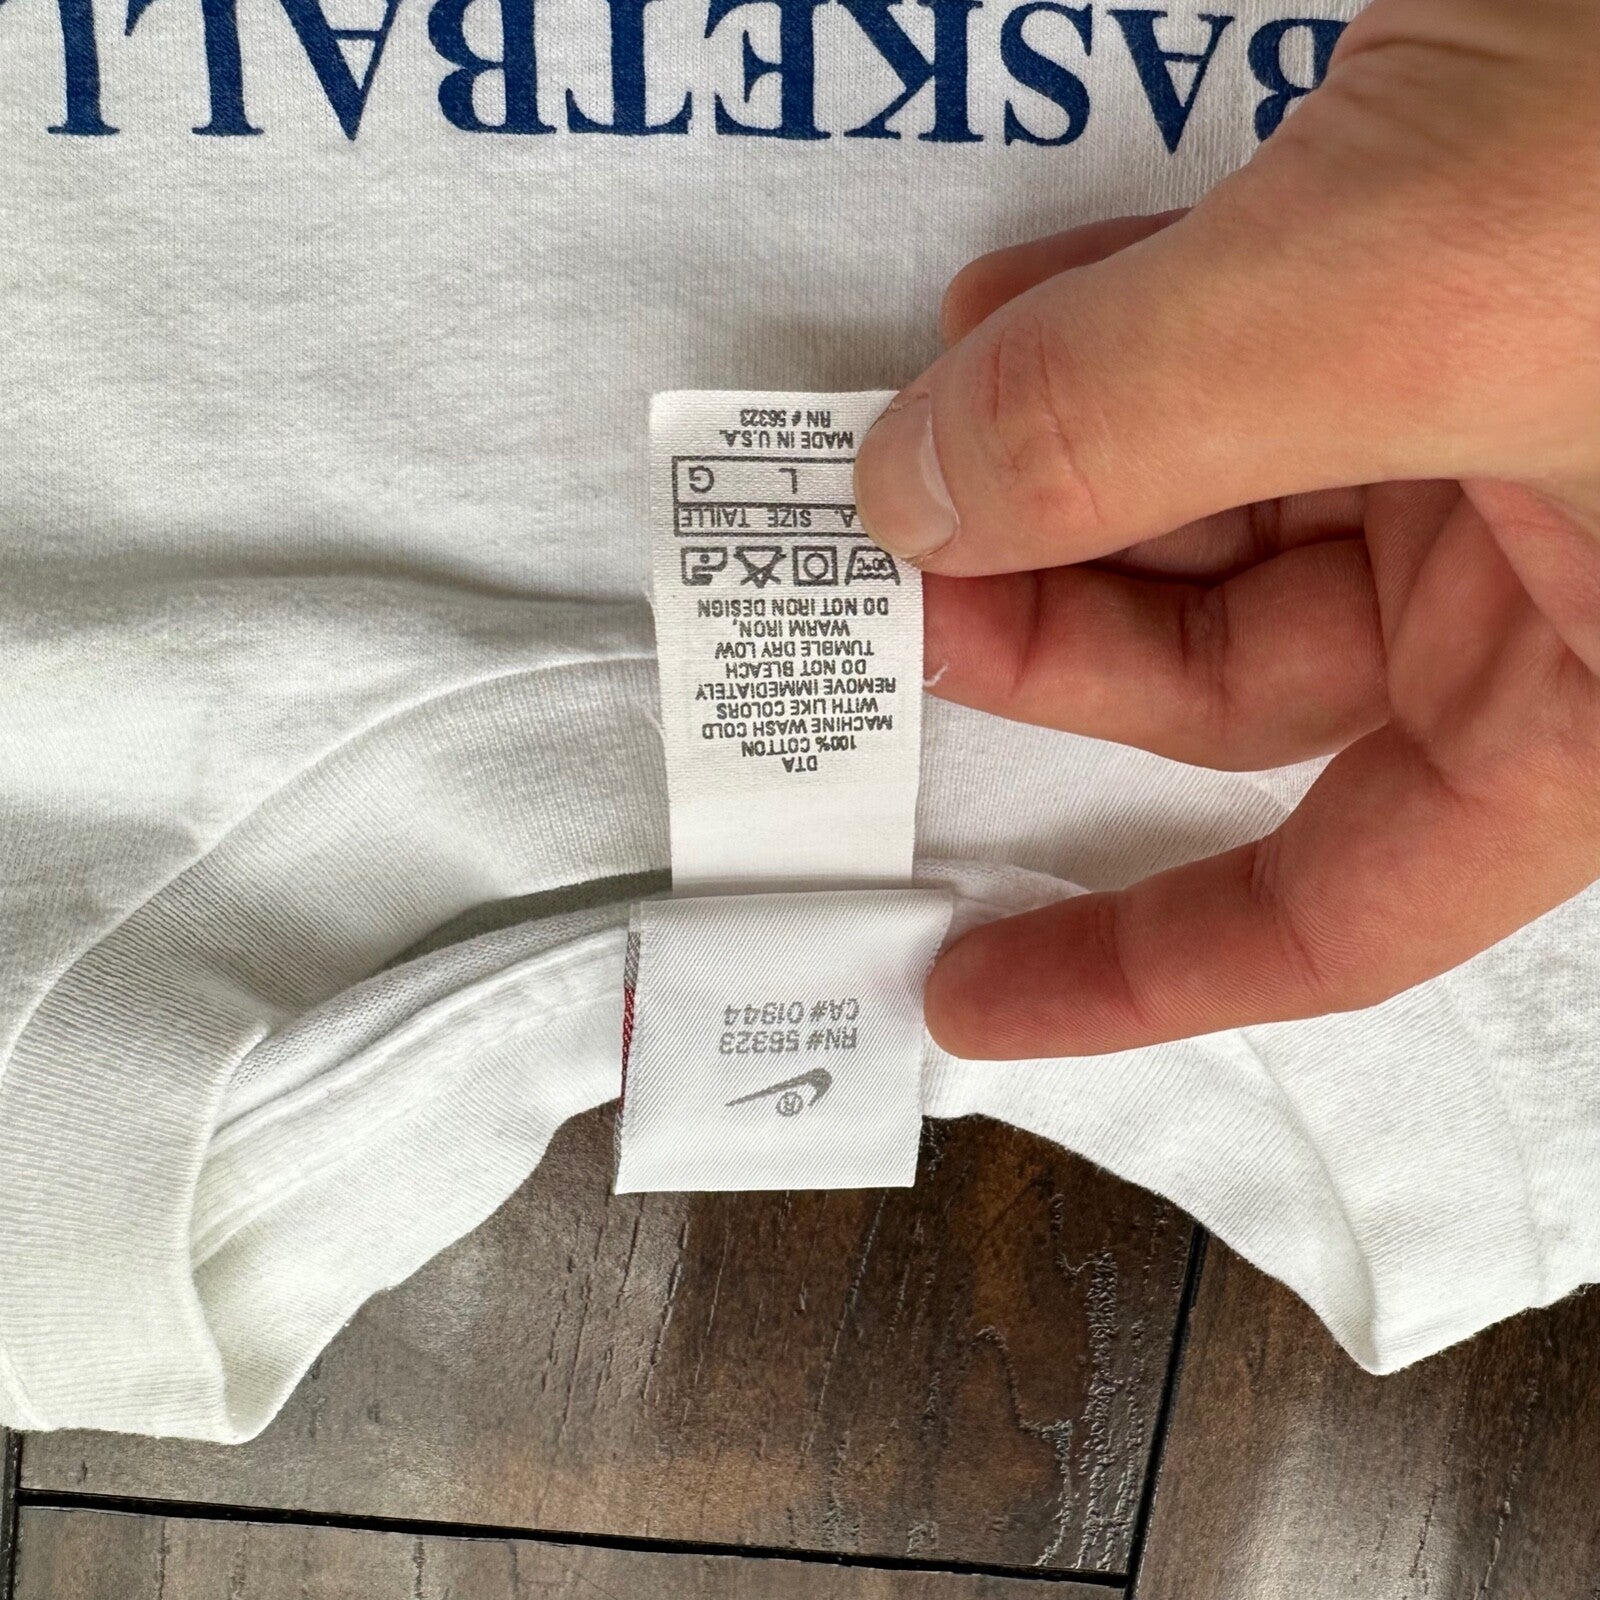 ®
RN# 56323
CA# 01944
DTA
100% COTTON
MACHINE WASH COLD
WITH LIKE COLORS
REMOVE IMMEDIATELY
DO NOT BLEACH
TUMBLE DRY LOW
WARM IRON,
DO NOT IRON DESIGN
A. SIZE TAILLE
L G
MADE IN U.S.A.
RN # 56323
BASKETBALL